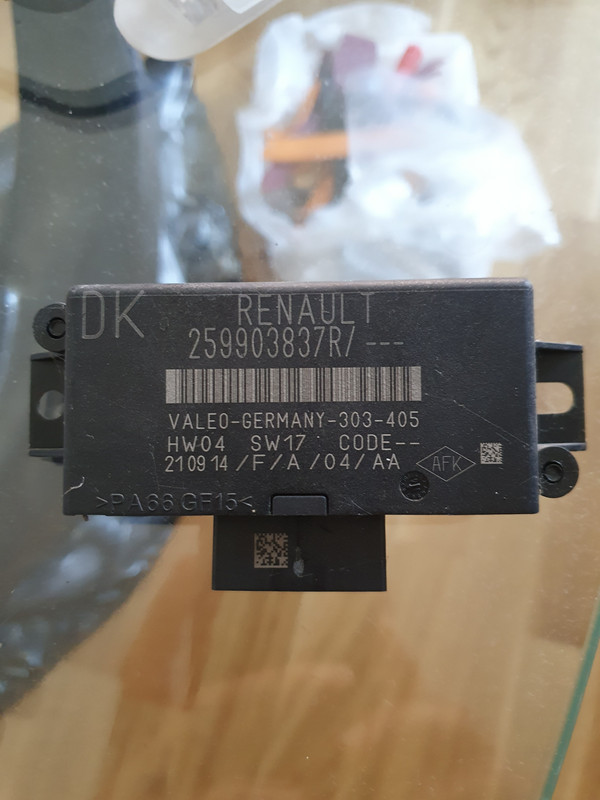 DK
RENAULT
259903837R/ ---
VALEO-GERMANY-303-405
HW04 SW17 CODE--
210914/F/A/04/AA
AFK
>PA66 GF15<